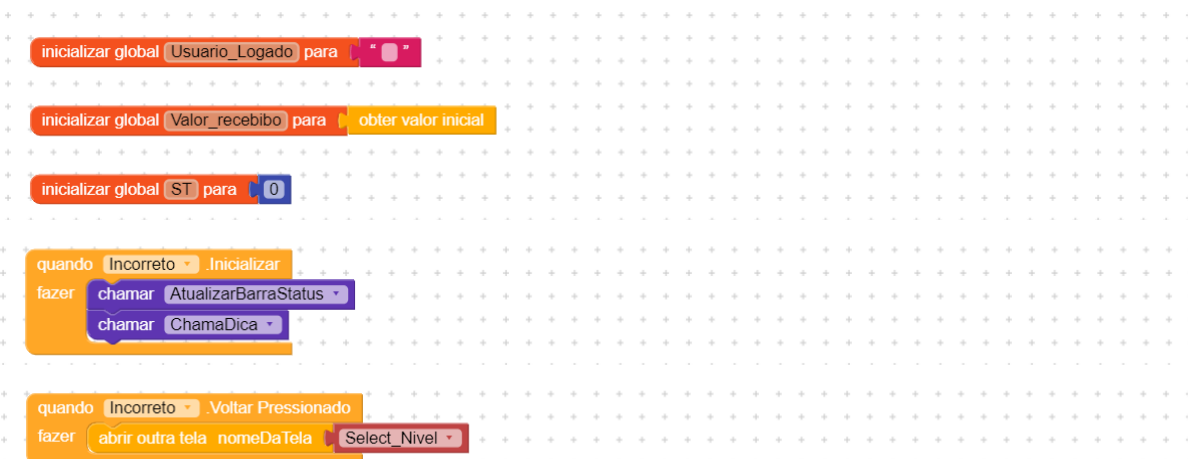 inicializar global Usuario_Logado para " "
inicializar global Valor_recebibo para obter valor inicial
inicializar global ST para 0
quando Incorreto .Inicializar
fazer chamar AtualizarBarraStatus
chamar ChamaDica
quando Incorreto .Voltar Pressionado
fazer abrir outra tela nomeDaTela Select_Nivel